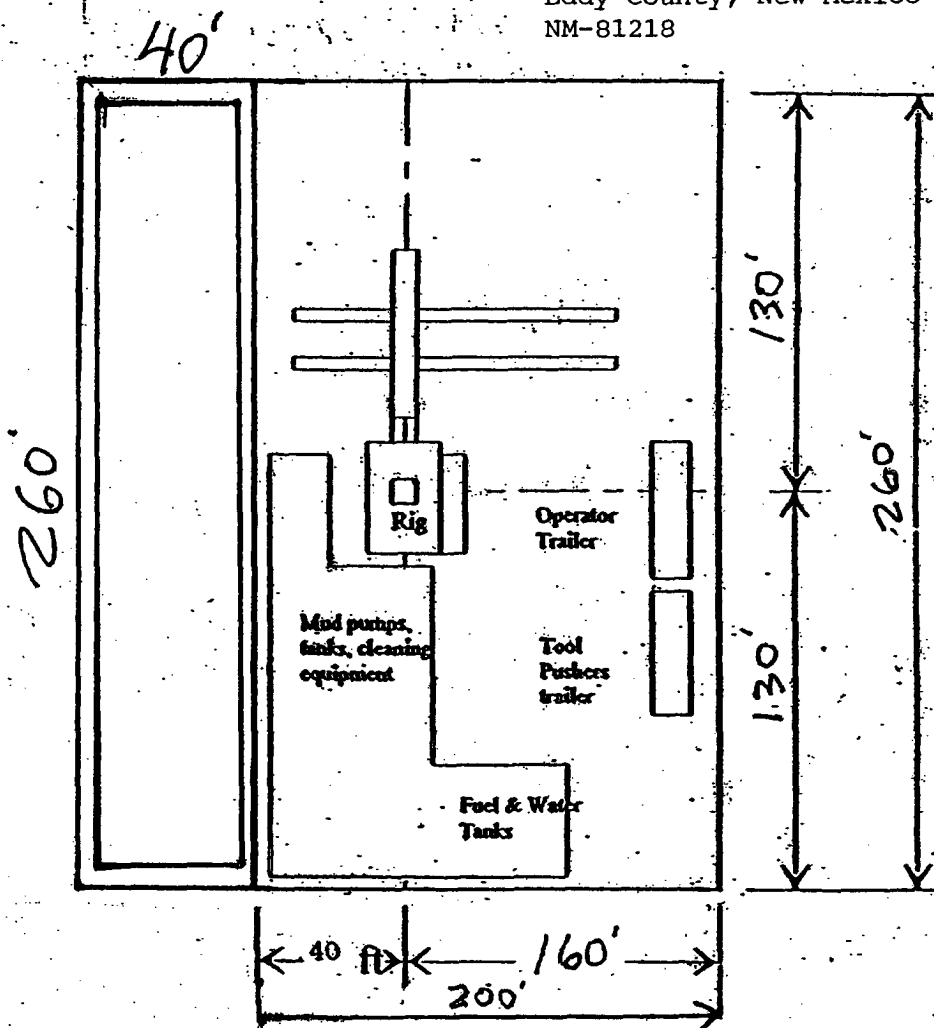 Eddy County, New Mexico
NM-81218
40'
260'
130'
260'
130'
Rig
Operator
Trailer
Mud pumps,
tanks, cleaning
equipment
Tool
Pushers
trailer
Fuel & Water
Tanks
40 ft
160'
200'